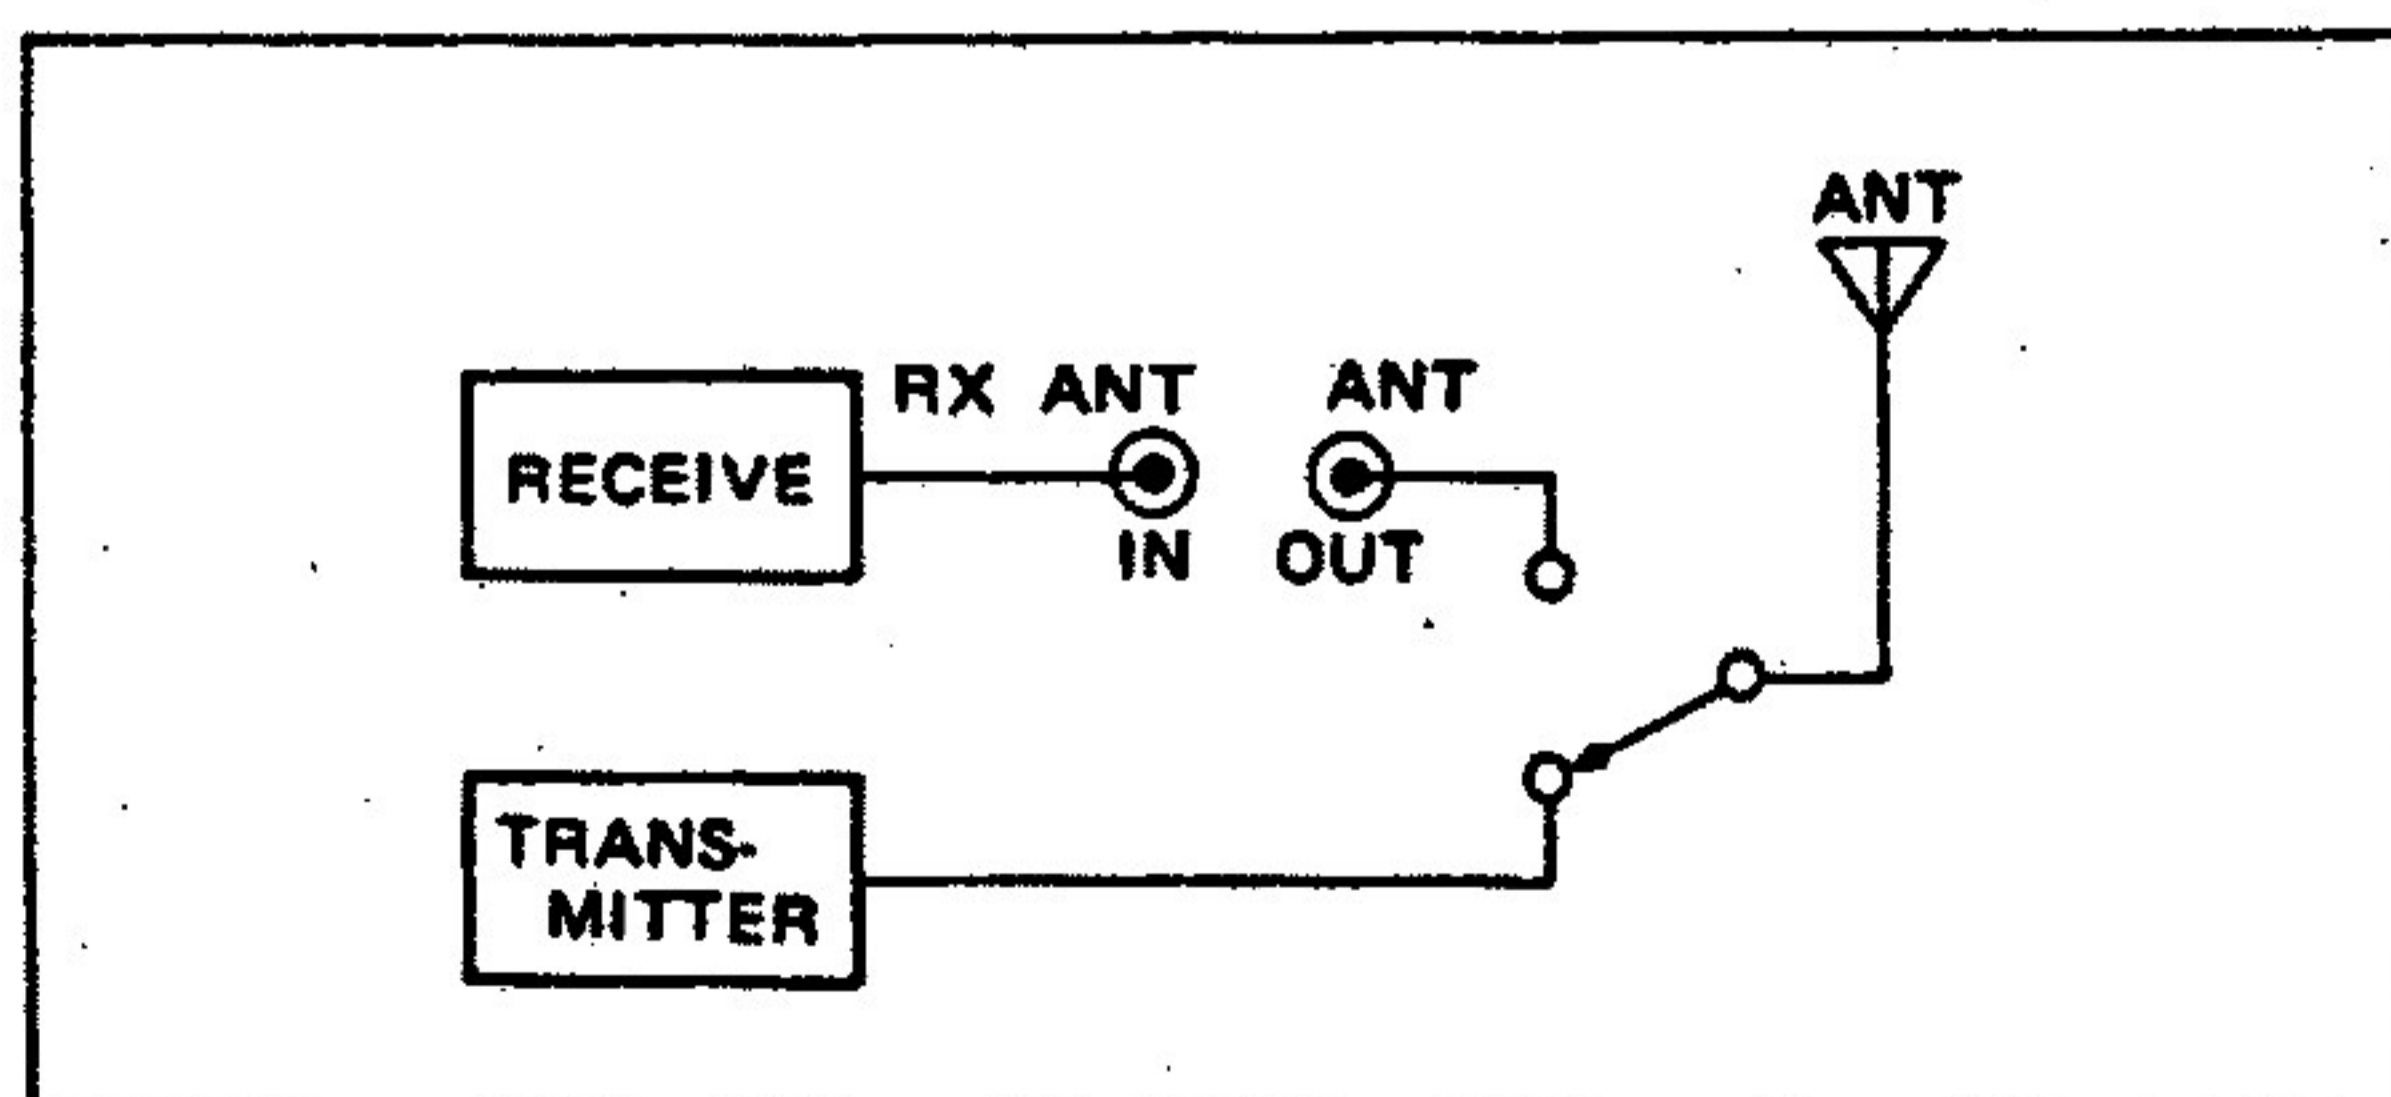 ANT
RX ANT
ANT
RECEIVE
IN
OUT
TRANS-
MITTER